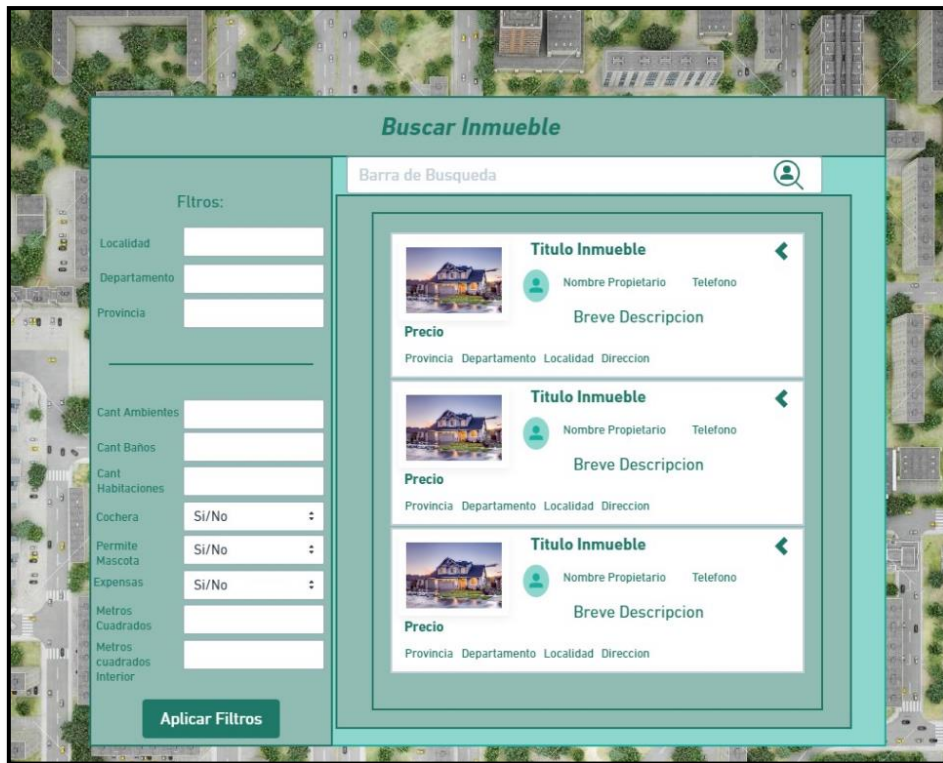 Buscar Inmueble
Barra de Busqueda
Fltros:
Localidad
Departamento
Provincia
Cant Ambientes
Cant Baños
Cant
Habitaciones
Cochera Si/No
Permite
Mascota
Si/No
Expensas Si/No
Metros
Cuadrados
Metros
cuadrados
Interior
Aplicar Filtros
Titulo Inmueble
Nombre Propietario Telefono
Breve Descripcion
Precio
Provincia Departamento Localidad Direccion
Titulo Inmueble
Nombre Propietario Telefono
Breve Descripcion
Precio
Provincia Departamento Localidad Direccion
Titulo Inmueble
Nombre Propietario Telefono
Breve Descripcion
Precio
Provincia Departamento Localidad Direccion